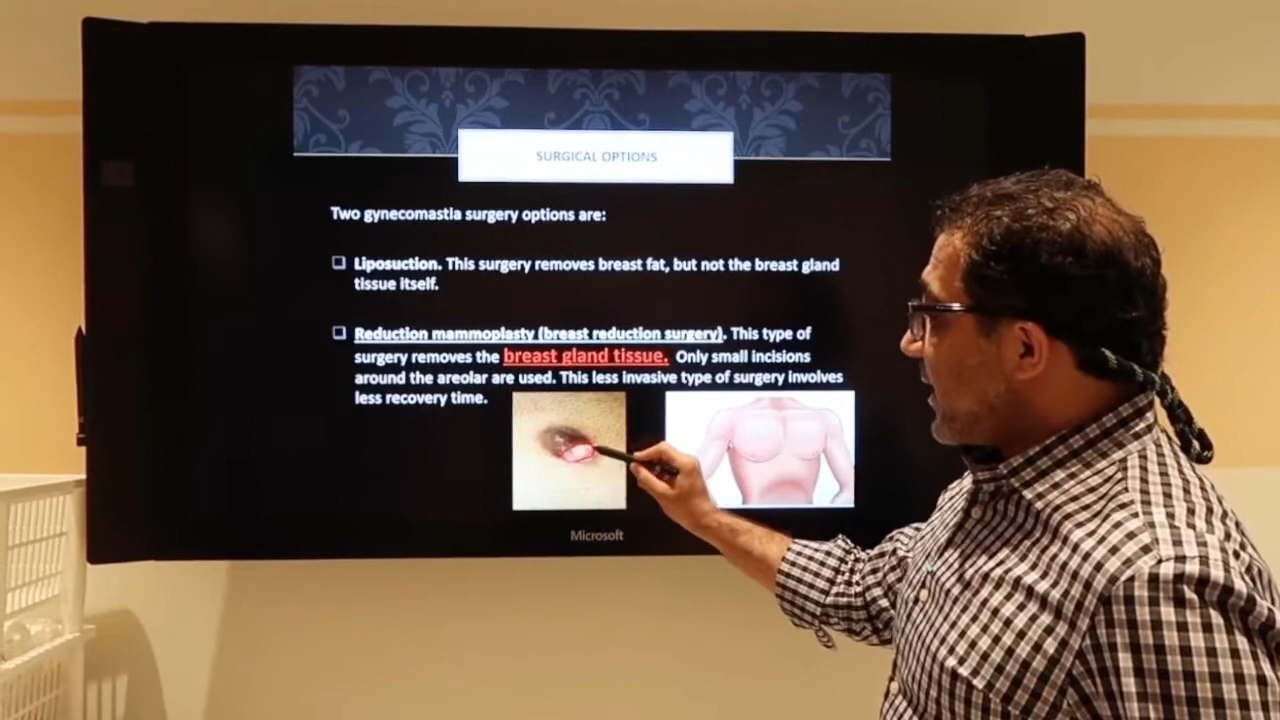 SURGICAL OPTIONS
Two gynecomastia surgery options are:
Liposuction. This surgery removes breast fat, but not the breast gland
tissue itself.
Reduction mammoplasty (breast reduction surgery). This type of
surgery removes the breast gland tissue. Only small incisions
around the areolar are used. This less invasive type of surgery involves
less recovery time.
Microsoft